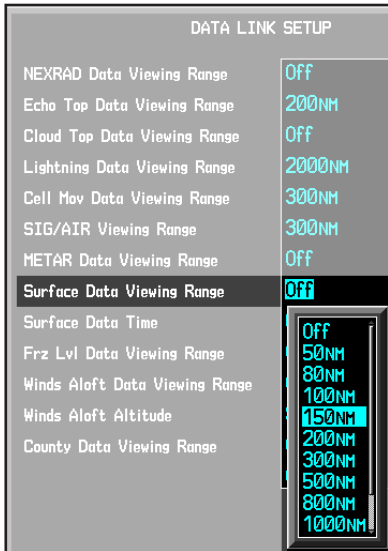 DATA LINK SETUP
NEXRAD Data Viewing Range Off
Echo Top Data Viewing Range 200NM
Cloud Top Data Viewing Range Off
Lightning Data Viewing Range 2000NM
Cell Mov Data Viewing Range 300NM
SIG/AIR Viewing Range 300NM
METAR Data Viewing Range Off
Surface Data Viewing Range Off
Surface Data Time
Frz Lvl Data Viewing Range
Winds Aloft Data Viewing Range
Winds Aloft Altitude
County Data Viewing Range
Off
50NM
80NM
100NM
150NM
200NM
300NM
500NM
800NM
1000NM